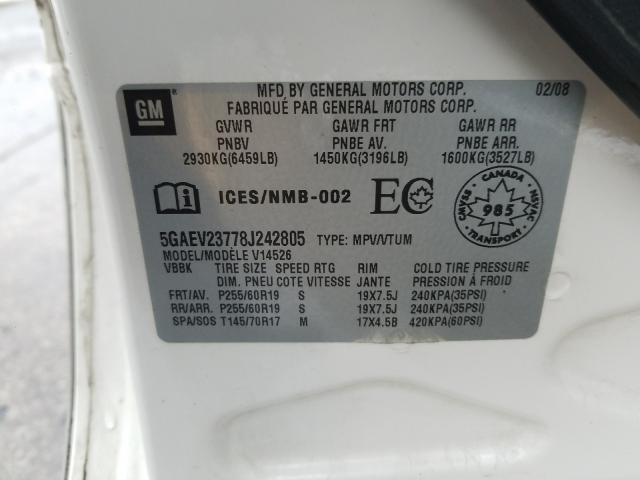 GM
MFD BY GENERAL MOTORS CORP. 02/08
FABRIQUÉ PAR GENERAL MOTORS CORP.
GVWR GAWR FRT GAWR RR
PNBV PNBE AV. PNBE ARR.
2930KG(6459LB) 1450KG(3196LB) 1600KG(3527LB)
ICES/NMB-002 EC CANADA CMVSS NSVAC 985 TRANSPORT
5GAEV23778J242805 TYPE: MPV/VTUM
MODEL/MODÈLE V14526
VBBK TIRE SIZE SPEED RTG RIM COLD TIRE PRESSURE
DIM. PNEU COTE VITESSE JANTE PRESSION À FROID
FRT/AV. P255/60R19 S 19X7.5J 240KPA(35PSI)
RR/ARR. P255/60R19 S 19X7.5J 240KPA(35PSI)
SPA/SOS T145/70R17 M 17X4.5B 420KPA(60PSI)